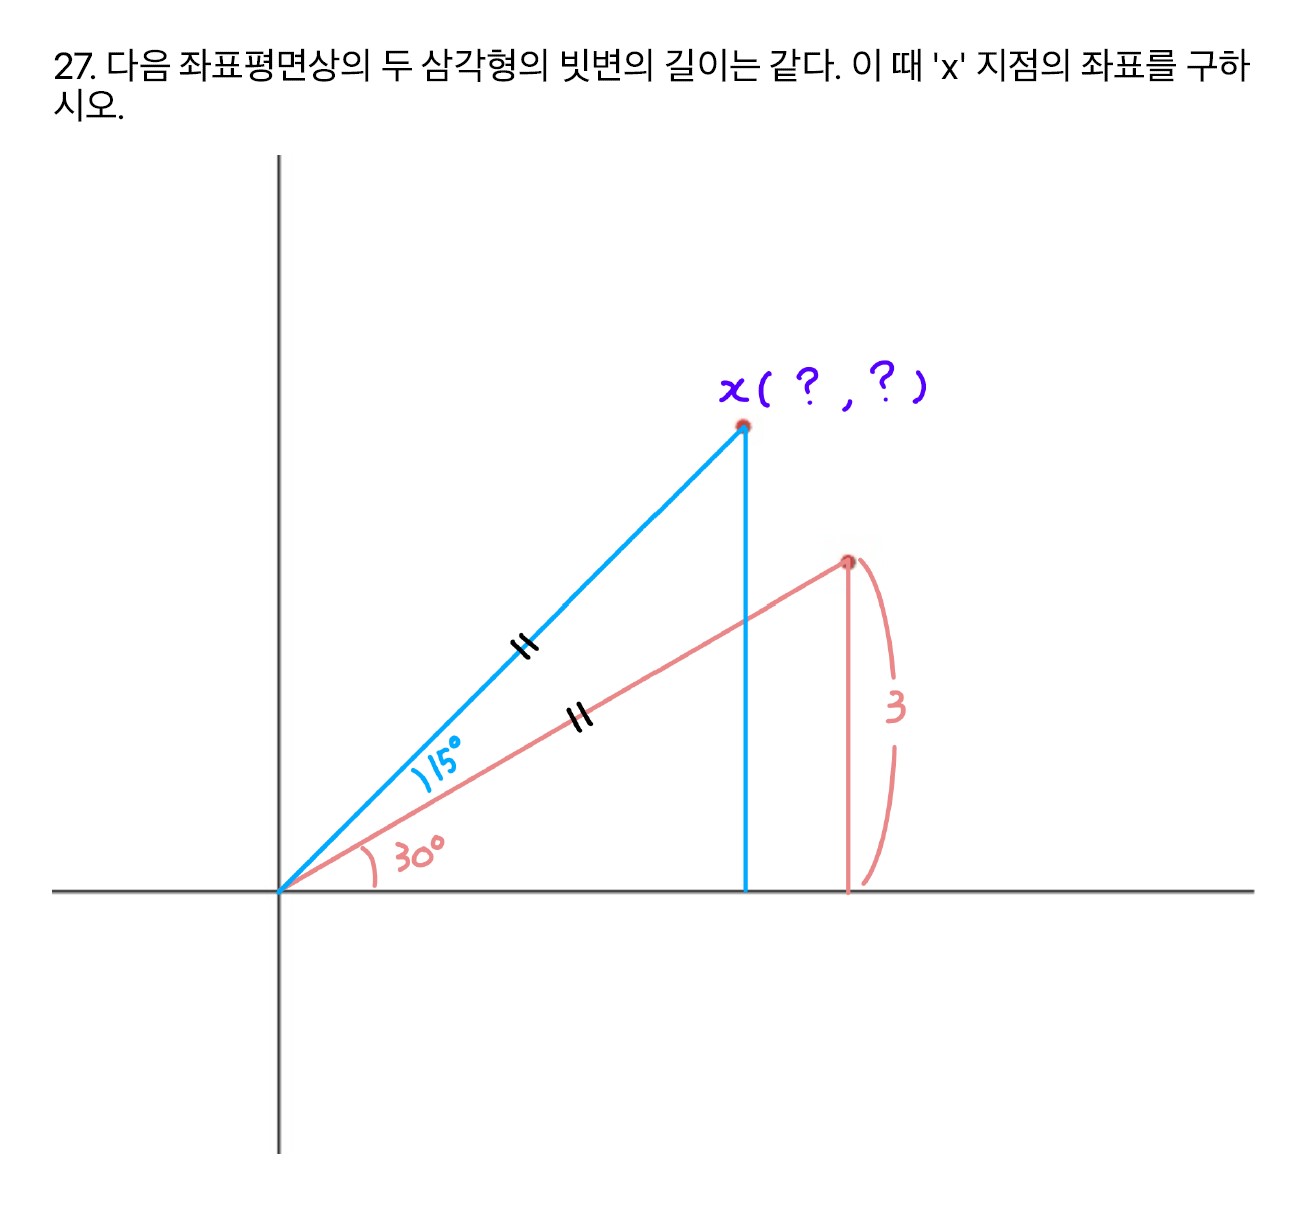 27. 다음 좌표평면상의 두 삼각형의 빗변의 길이는 같다. 이 때 'x' 지점의 좌표를 구하
시오.
x( ? , ? )
3
15°
30°